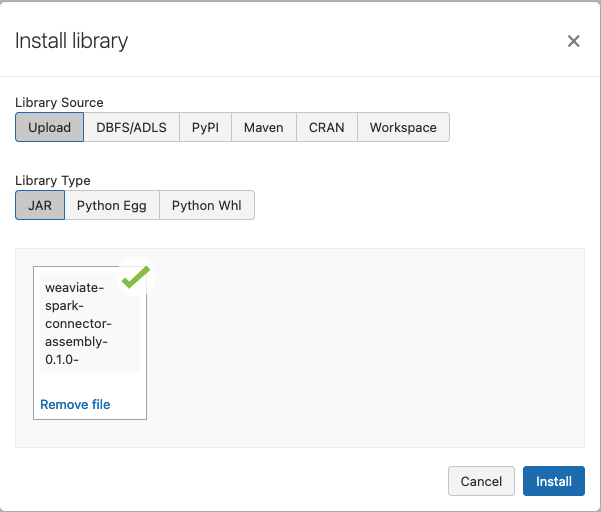 Install library
Library Source
Upload DBFS/ADLS PyPI Maven CRAN Workspace
Library Type
JAR Python Egg Python Whl
weaviate-
spark-
connector-
assembly-
0.1.0-
Remove file
Cancel Install